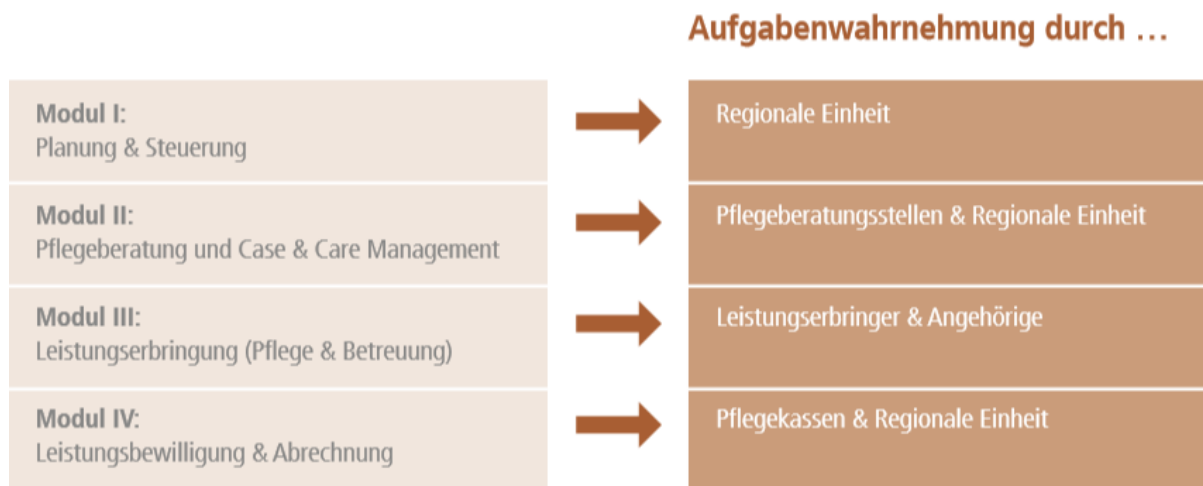 Aufgabenwahrnehmung durch …
Modul I:
Planung & Steuerung
Regionale Einheit
Modul II:
Pflegeberatung und Case & Care Management
Pflegeberatungsstellen & Regionale Einheit
Modul III:
Leistungserbringung (Pflege & Betreuung)
Leistungserbringer & Angehörige
Modul IV:
Leistungsbewilligung & Abrechnung
Pflegekassen & Regionale Einheit